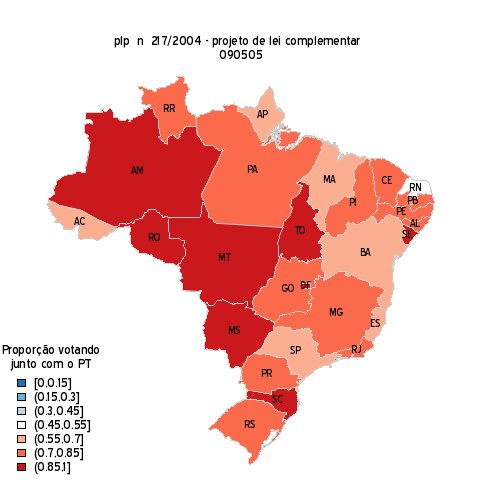 plp n 217/2004 - projeto de lei complementar
090505
RR
AP
AM
PA
MA
CE
RN
PB
PI
PE
AL
SE
AC
RO
TO
MT
BA
GO
DF
MG
ES
MS
SP
RJ
PR
SC
RS
Proporção votando
junto com o PT
[0,0.15]
(0.15,0.3]
(0.3,0.45]
(0.45,0.55]
(0.55,0.7]
(0.7,0.85]
(0.85,1]